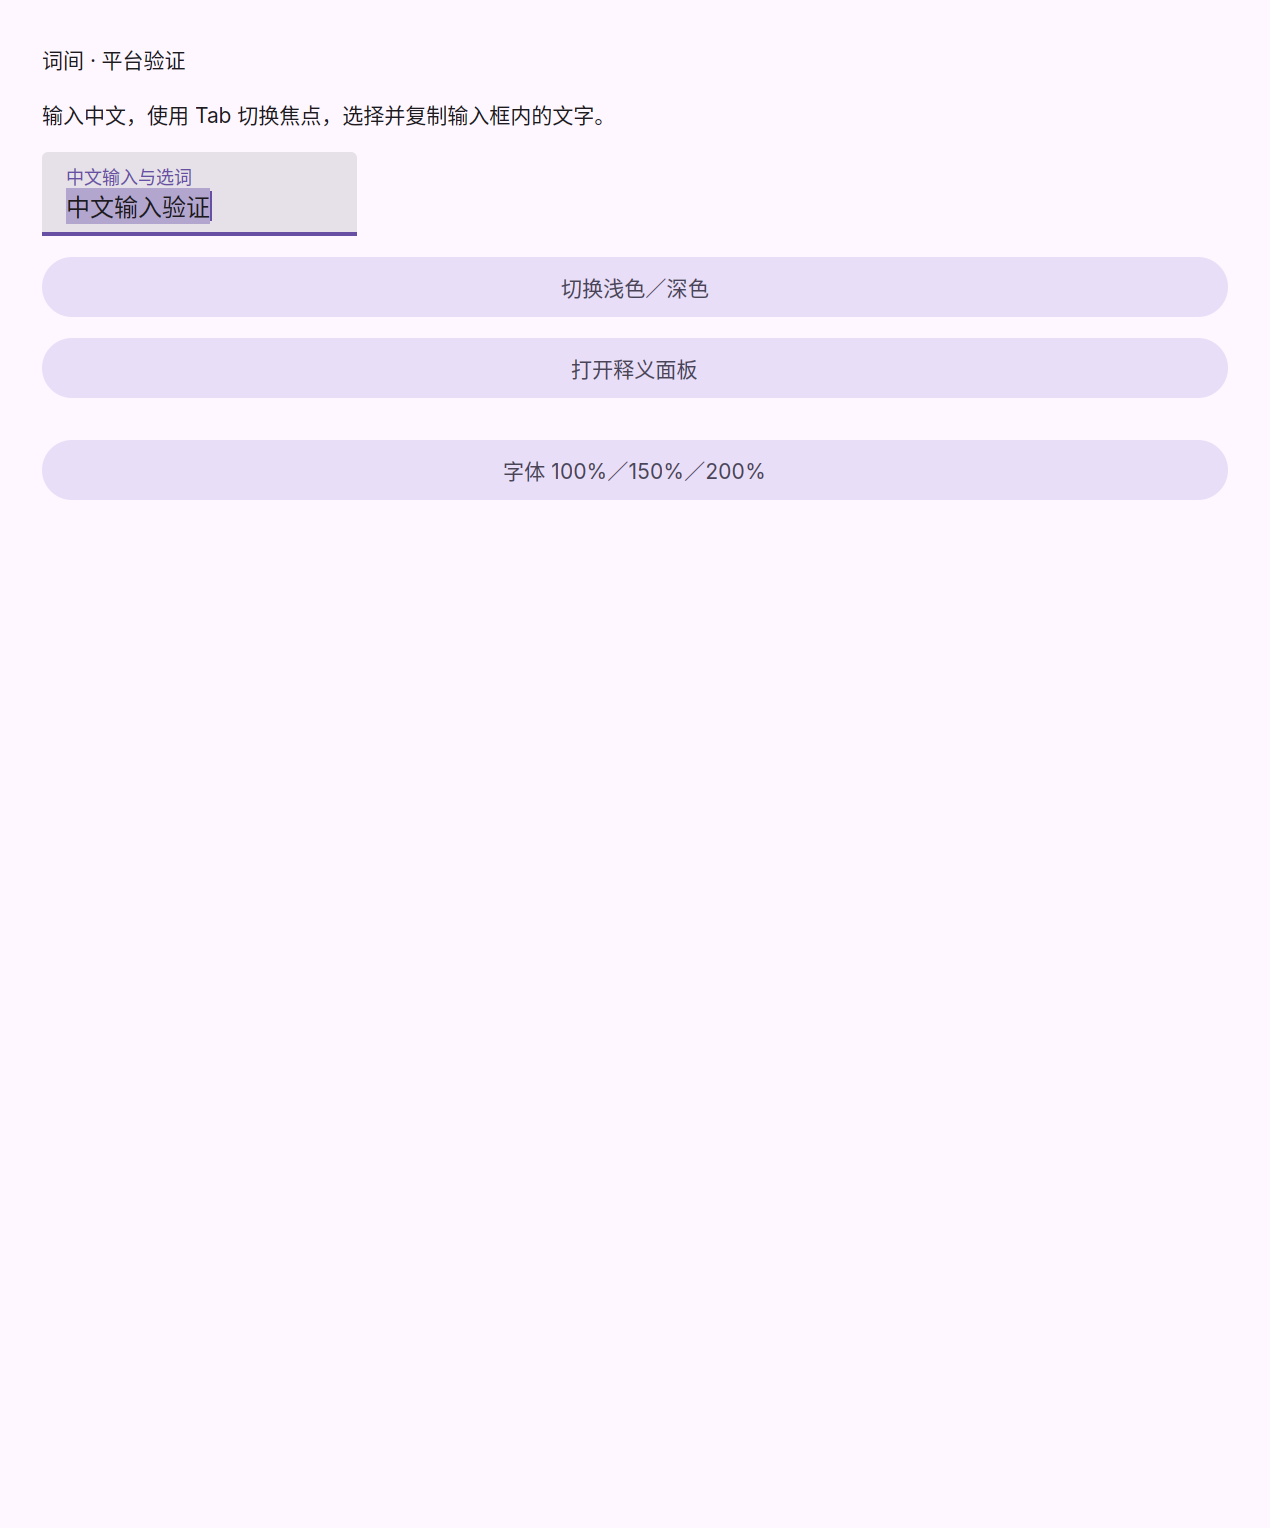 词间 · 平台验证
输入中文，使用 Tab 切换焦点，选择并复制输入框内的文字。
中文输入与选词
中文输入验证
切换浅色／深色
打开释义面板
字体 100%／150%／200%